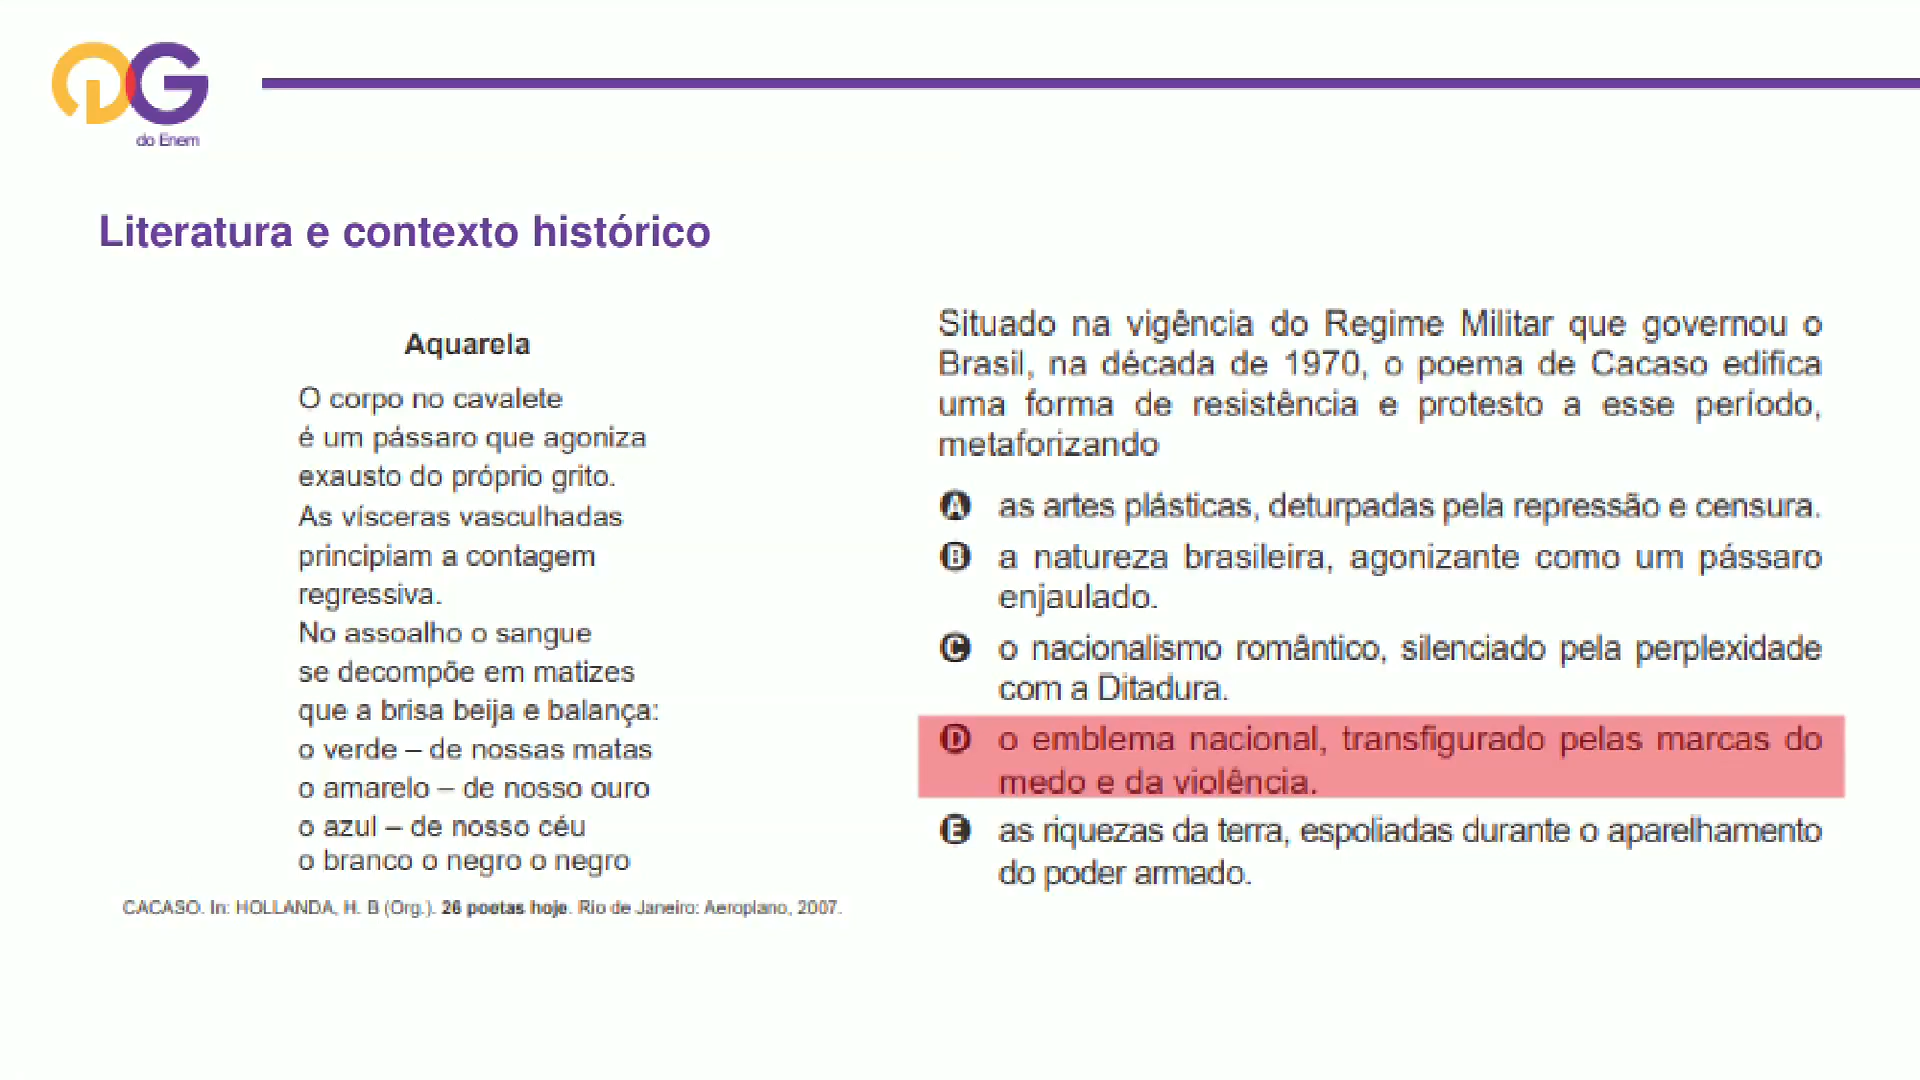 QG
do Enem
Literatura e contexto histórico
Aquarela
O corpo no cavalete
é um pássaro que agoniza
exausto do próprio grito.
As vísceras vasculhadas
principiam a contagem
regressiva.
No assoalho o sangue
se decompõe em matizes
que a brisa beija e balança:
o verde – de nossas matas
o amarelo – de nosso ouro
o azul – de nosso céu
o branco o negro o negro
CACASO. In: HOLLANDA, H. B (Org.). 26 poetas hoje. Rio de Janeiro: Aeroplano, 2007.
Situado na vigência do Regime Militar que governou o
Brasil, na década de 1970, o poema de Cacaso edifica
uma forma de resistência e protesto a esse período,
metaforizando
A as artes plásticas, deturpadas pela repressão e censura.
B a natureza brasileira, agonizante como um pássaro
enjaulado.
C o nacionalismo romântico, silenciado pela perplexidade
com a Ditadura.
D o emblema nacional, transfigurado pelas marcas do
medo e da violência.
E as riquezas da terra, espoliadas durante o aparelhamento
do poder armado.